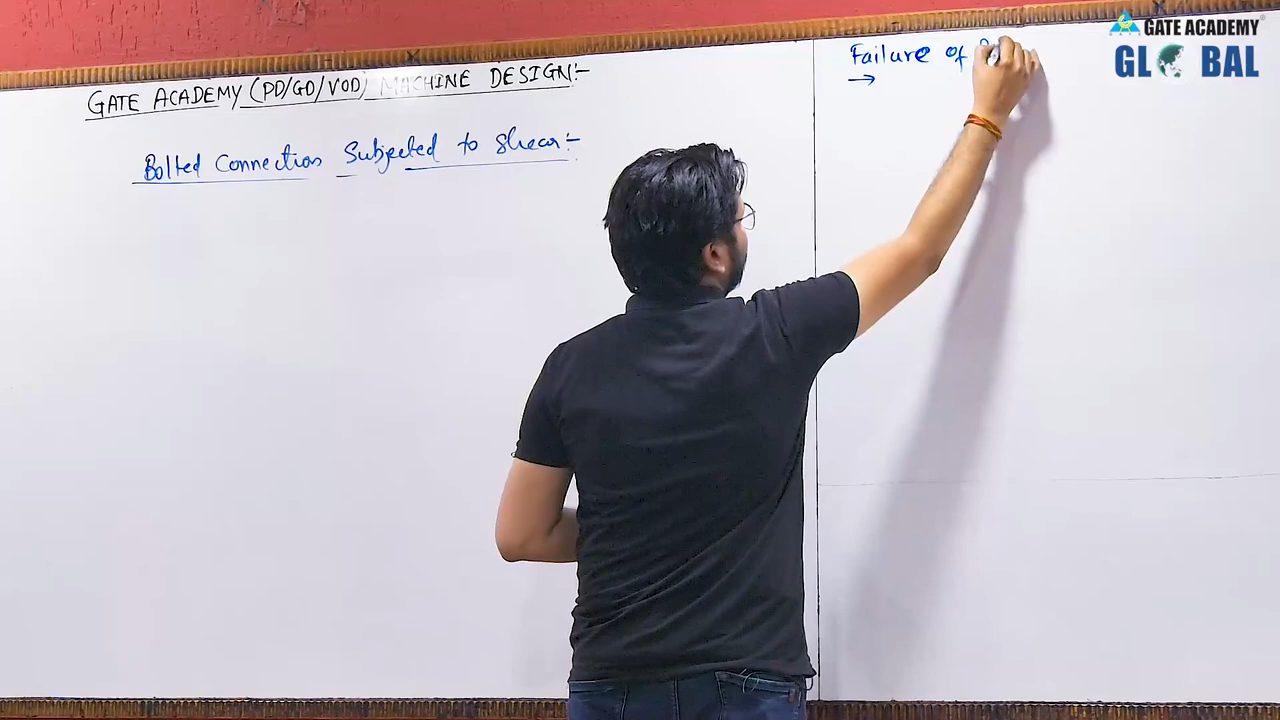 GATE ACADEMY (PD/GD/VOD) MACHINE DESIGN:-
Bolted Connection Subjected to Shear:-
Failure of
GATE ACADEMY
GLOBAL